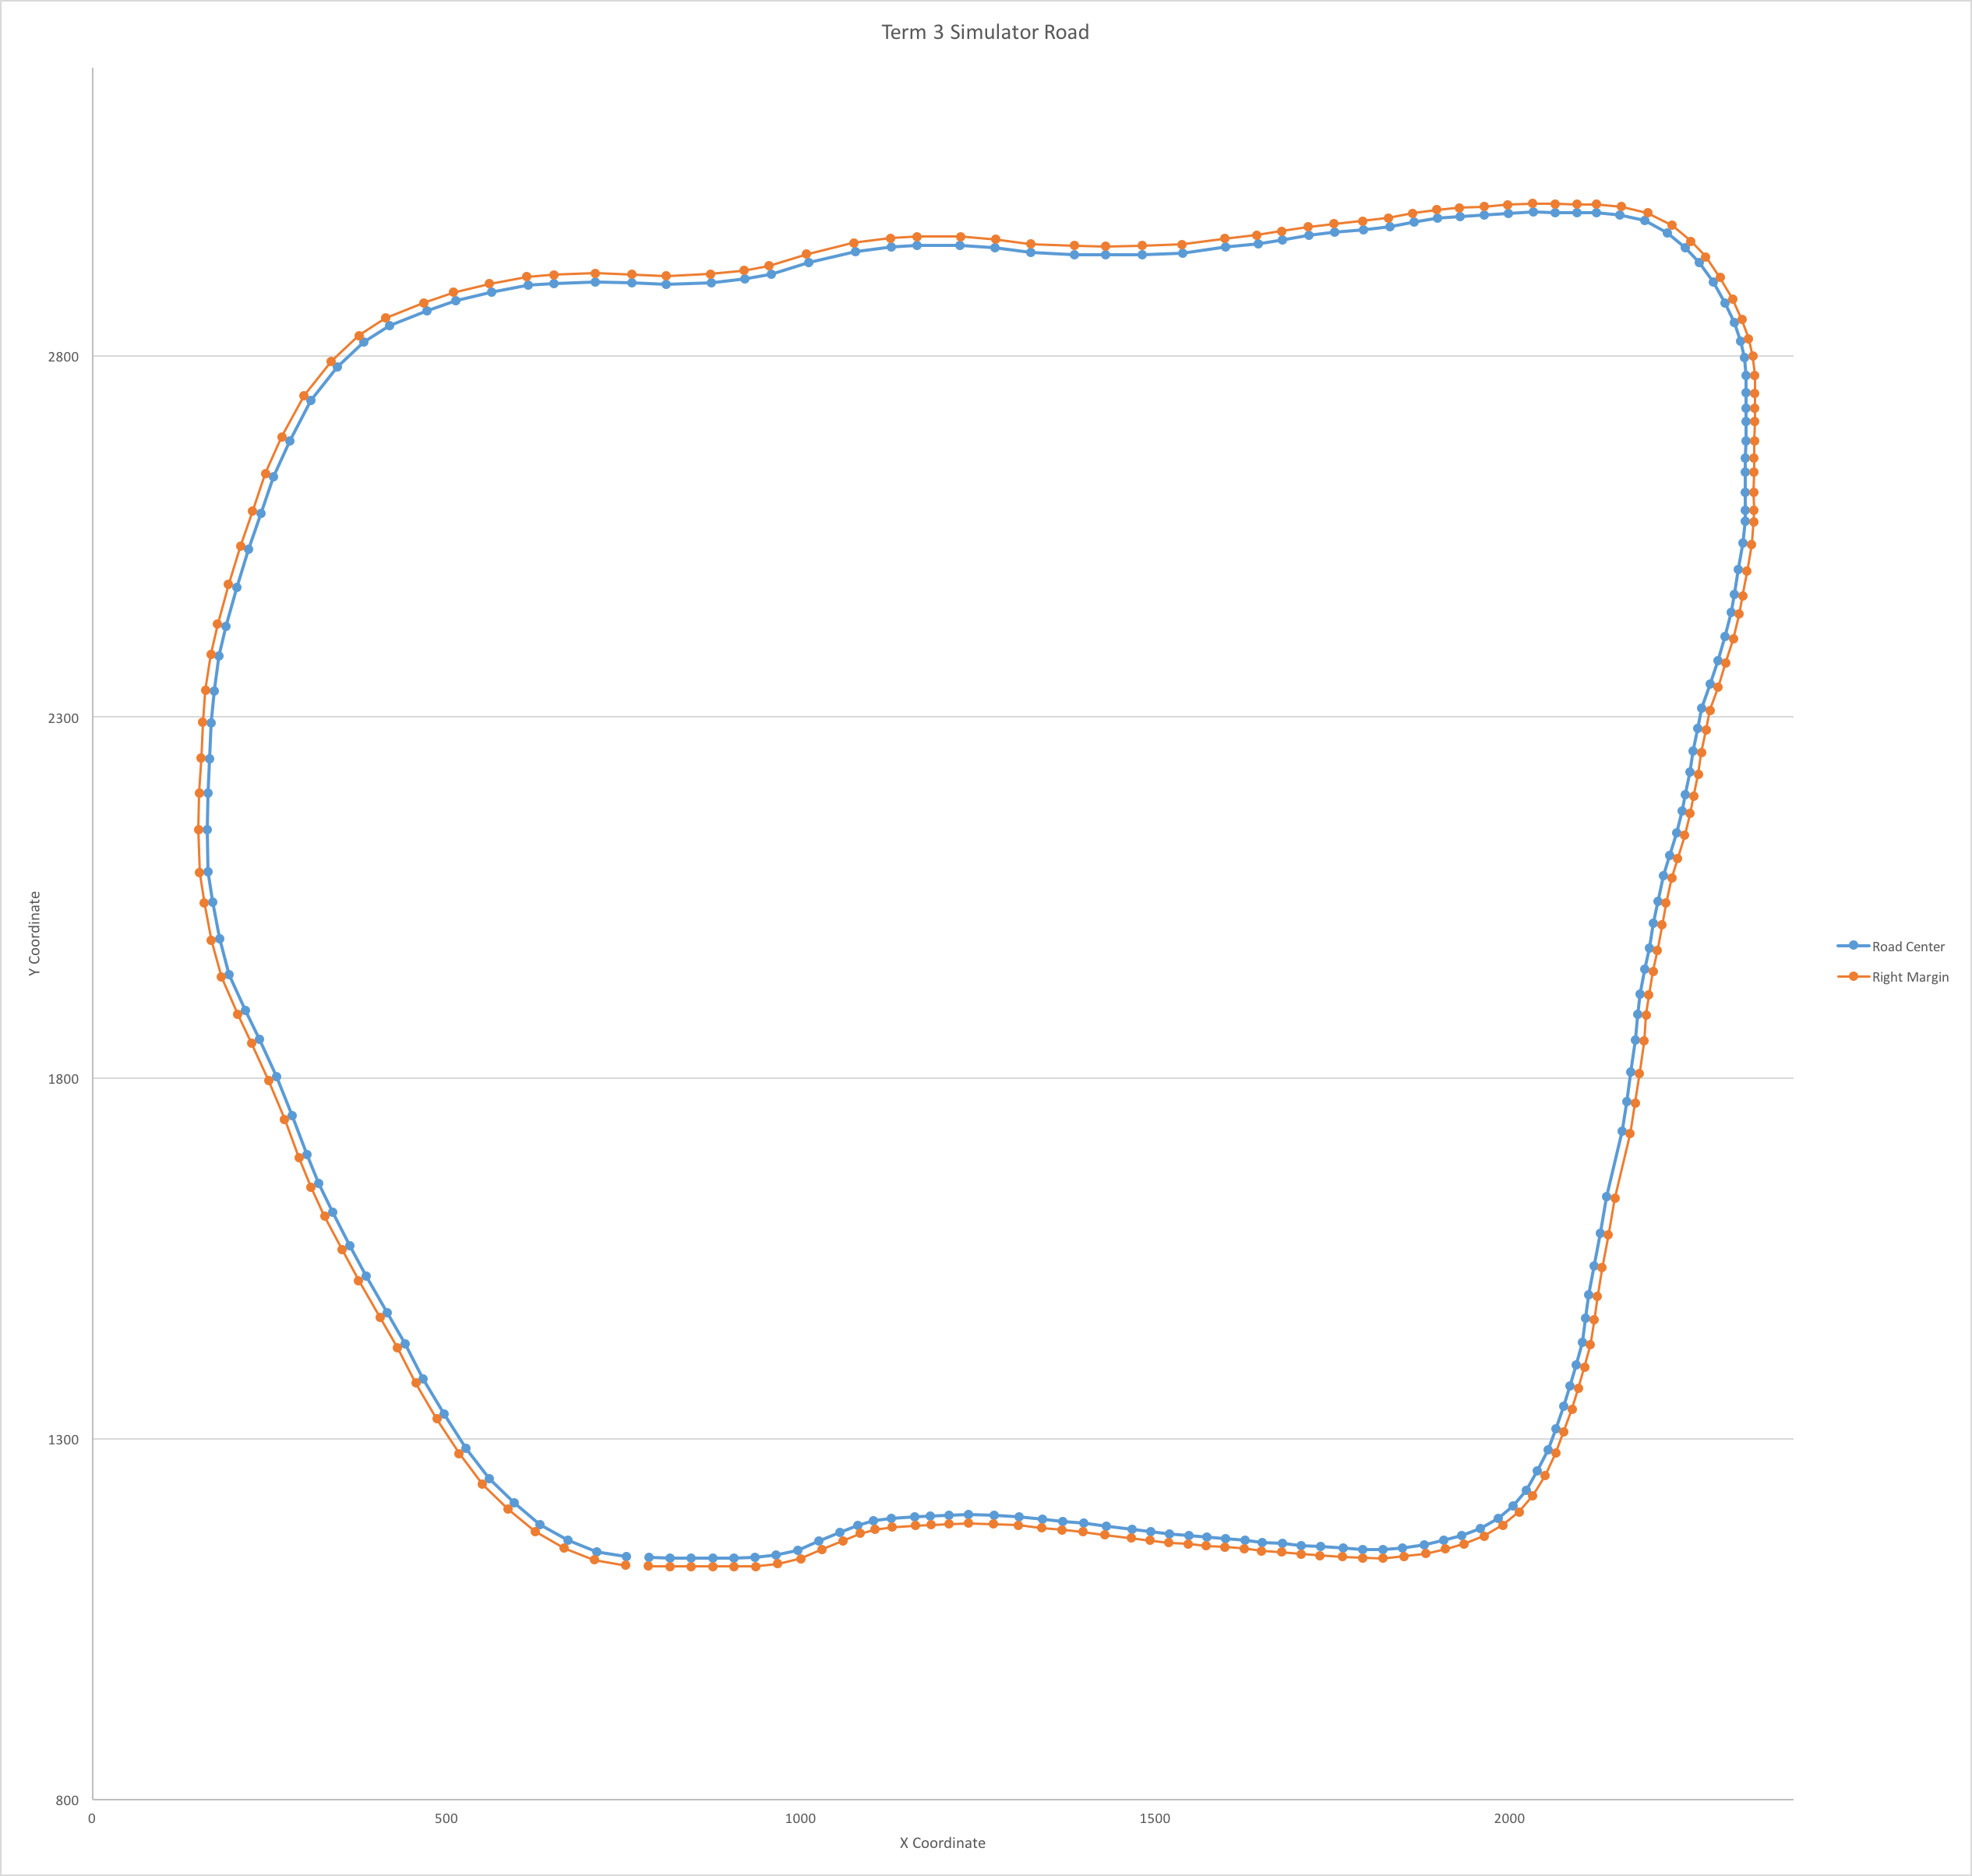 Term 3 Simulator Road
2800
2300
1800
1300
800
Y Coordinate
0 500 1000 1500 2000
X Coordinate
Road Center
Right Margin